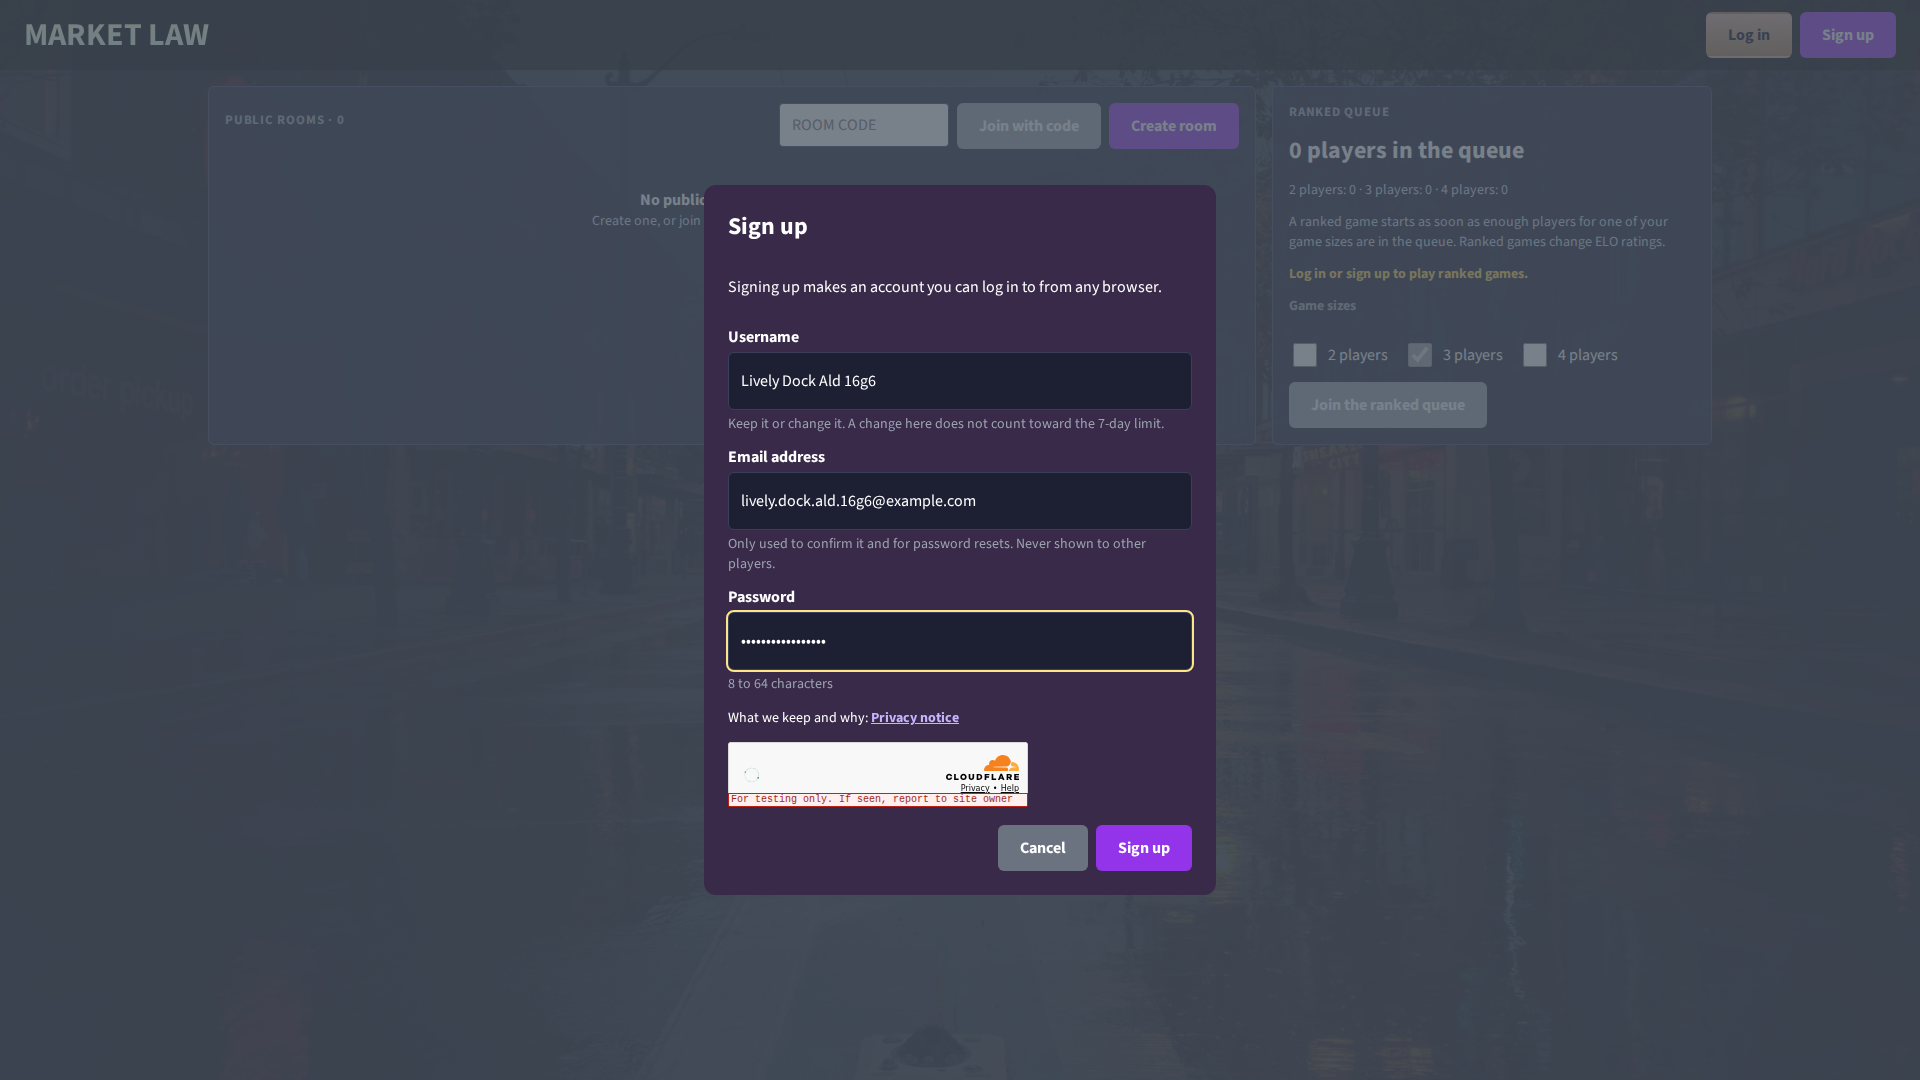 MARKET LAW
Log in
Sign up
PUBLIC ROOMS · 0
ROOM CODE
Join with code
Create room
No public
Create one, or join
RANKED QUEUE
0 players in the queue
2 players: 0 · 3 players: 0 · 4 players: 0
A ranked game starts as soon as enough players for one of your
game sizes are in the queue. Ranked games change ELO ratings.
Log in or sign up to play ranked games.
Game sizes
2 players
3 players
4 players
Join the ranked queue
Sign up
Signing up makes an account you can log in to from any browser.
Username
Lively Dock Ald 16g6
Keep it or change it. A change here does not count toward the 7-day limit.
Email address
lively.dock.ald.16g6@example.com
Only used to confirm it and for password resets. Never shown to other
players.
Password
•••••••••••••••••
8 to 64 characters
What we keep and why: Privacy notice
CLOUDFLARE
Privacy • Help
For testing only. If seen, report to site owner
Cancel
Sign up
order pickup